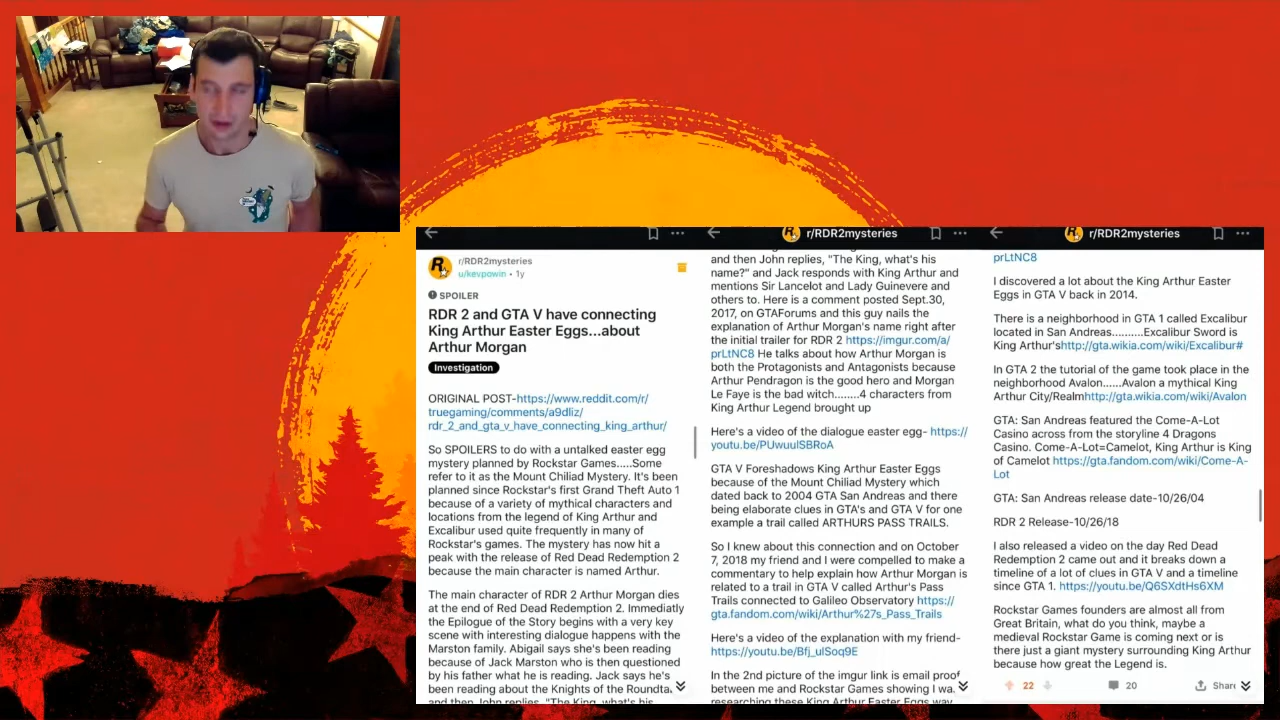 r/RDR2mysteries
u/kevpowin • 1y
SPOILER
RDR 2 and GTA V have connecting
King Arthur Easter Eggs...about
Arthur Morgan
Investigation
ORIGINAL POST-https://www.reddit.com/r/
truegaming/comments/a9dliz/
rdr_2_and_gta_v_have_connecting_king_arthur/
So SPOILERS to do with a untalked easter egg
mystery planned by Rockstar Games.....Some
refer to it as the Mount Chiliad Mystery. It's been
planned since Rockstar's first Grand Theft Auto 1
because of a variety of mythical characters and
locations from the legend of King Arthur and
Excalibur used quite frequently in many of
Rockstar's games. The mystery has now hit a
peak with the release of Red Dead Redemption 2
because the main character is named Arthur.
The main character of RDR 2 Arthur Morgan dies
at the end of Red Dead Redemption 2. Immediatly
the Epilogue of the Story begins with a very key
scene with interesting dialogue happens with the
Marston family. Abigail says she's been reading
because of Jack Marston who is then questioned
by his father what he is reading. Jack says he's
been reading about the Knights of the Roundta
and then John replies, "The King, what's his
r/RDR2mysteries
and then John replies, "The King, what's his
name?" and Jack responds with King Arthur and
mentions Sir Lancelot and Lady Guinevere and
others to. Here is a comment posted Sept.30,
2017, on GTAForums and this guy nails the
explanation of Arthur Morgan's name right after
the initial trailer for RDR 2 https://imgur.com/a/
prLtNC8 He talks about how Arthur Morgan is
both the Protagonists and Antagonists because
Arthur Pendragon is the good hero and Morgan
Le Faye is the bad witch........4 characters from
King Arthur Legend brought up
Here's a video of the dialogue easter egg- https://
youtu.be/PUwuulSBRoA
GTA V Foreshadows King Arthur Easter Eggs
because of the Mount Chiliad Mystery which
dated back to 2004 GTA San Andreas and there
being elaborate clues in GTA's and GTA V for one
example a trail called ARTHURS PASS TRAILS.
So I knew about this connection and on October
7, 2018 my friend and I were compelled to make a
commentary to help explain how Arthur Morgan is
related to a trail in GTA V called Arthur's Pass
Trails connected to Galileo Observatory https://
gta.fandom.com/wiki/Arthur%27s_Pass_Trails
Here's a video of the explanation with my friend-
https://youtu.be/Bfj_ulSoq9E
In the 2nd picture of the imgur link is email proof
between me and Rockstar Games showing I wa
researching these King Arthur Easter Eggs way
r/RDR2mysteries
prLtNC8
I discovered a lot about the King Arthur Easter
Eggs in GTA V back in 2014.
There is a neighborhood in GTA 1 called Excalibur
located in San Andreas..........Excalibur Sword is
King Arthur'shttp://gta.wikia.com/wiki/Excalibur#
In GTA 2 the tutorial of the game took place in the
neighborhood Avalon......Avalon a mythical King
Arthur City/Realmhttp://gta.wikia.com/wiki/Avalon
GTA: San Andreas featured the Come-A-Lot
Casino across from the storyline 4 Dragons
Casino. Come-A-Lot=Camelot, King Arthur is King
of Camelot https://gta.fandom.com/wiki/Come-A-
Lot
GTA: San Andreas release date-10/26/04
RDR 2 Release-10/26/18
I also released a video on the day Red Dead
Redemption 2 came out and it breaks down a
timeline of a lot of clues in GTA V and a timeline
since GTA 1. https://youtu.be/Q6SXdtHs6XM
Rockstar Games founders are almost all from
Great Britain, what do you think, maybe a
medieval Rockstar Game is coming next or is
there just a giant mystery surrounding King Arthur
because how great the Legend is.
22 20 Share